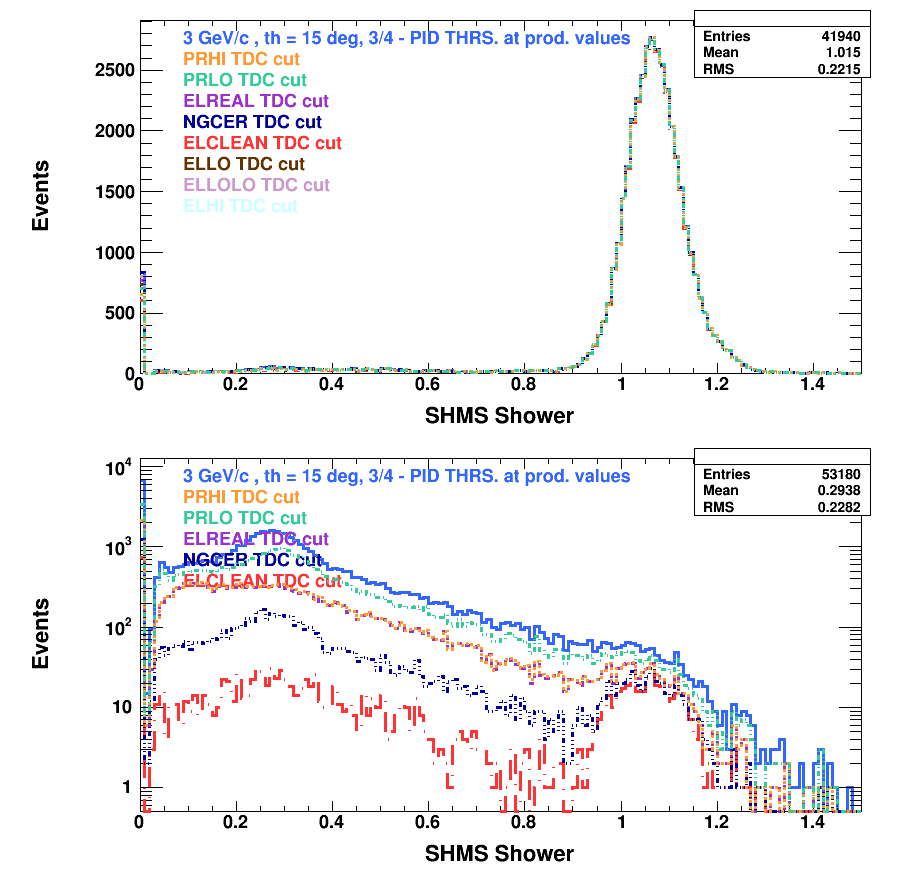 3 GeV/c , th = 15 deg, 3/4 - PID THRS. at prod. values
PRHI TDC cut
PRLO TDC cut
ELREAL TDC cut
NGCER TDC cut
ELCLEAN TDC cut
ELLO TDC cut
ELLOLO TDC cut
ELHI TDC cut
Entries 41940
Mean 1.015
RMS 0.2215
Events
2500
2000
1500
1000
500
0
0 0.2 0.4 0.6 0.8 1 1.2 1.4
SHMS Shower
3 GeV/c , th = 15 deg, 3/4 - PID THRS. at prod. values
PRHI TDC cut
PRLO TDC cut
ELREAL TDC cut
NGCER TDC cut
ELCLEAN TDC cut
Entries 53180
Mean 0.2938
RMS 0.2282
Events
10^4
10^3
10^2
10
1
0 0.2 0.4 0.6 0.8 1 1.2 1.4
SHMS Shower